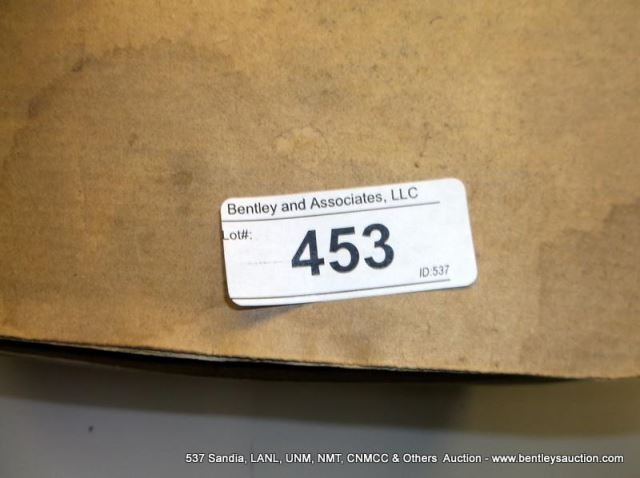 Bentley and Associates, LLC
Lot#:
453
ID:537
537 Sandia, LANL, UNM, NMT, CNMCC & Others  Auction - www.bentleysauction.com